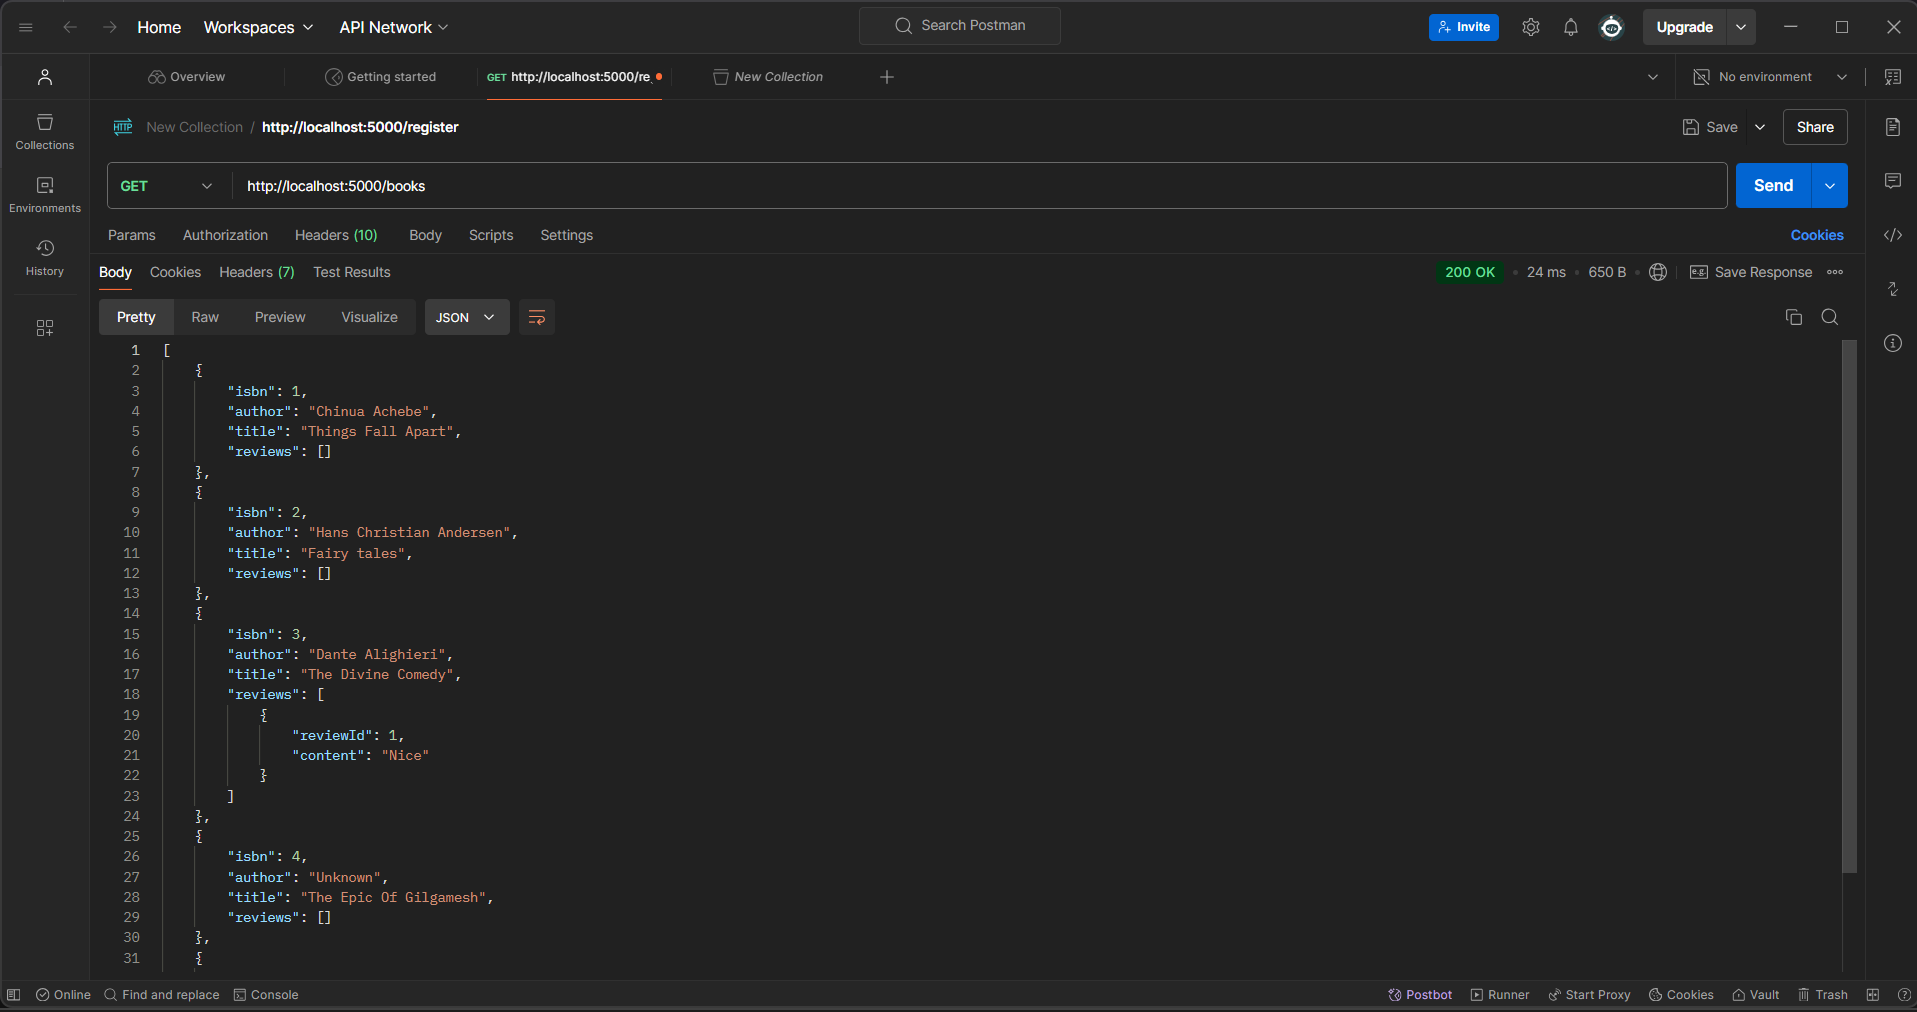 Home Workspaces API Network Search Postman Invite Upgrade
Overview Getting started GET http://localhost:5000/re New Collection No environment
New Collection / http://localhost:5000/register Save Share
Collections
GET http://localhost:5000/books Send
Environments
Params Authorization Headers (10) Body Scripts Settings Cookies
History
Body Cookies Headers (7) Test Results 200 OK 24 ms 650 B e.g. Save Response
Pretty Raw Preview Visualize JSON
1 [
2 {
3 "isbn": 1,
4 "author": "Chinua Achebe",
5 "title": "Things Fall Apart",
6 "reviews": []
7 },
8 {
9 "isbn": 2,
10 "author": "Hans Christian Andersen",
11 "title": "Fairy tales",
12 "reviews": []
13 },
14 {
15 "isbn": 3,
16 "author": "Dante Alighieri",
17 "title": "The Divine Comedy",
18 "reviews": [
19 {
20 "reviewId": 1,
21 "content": "Nice"
22 }
23 ]
24 },
25 {
26 "isbn": 4,
27 "author": "Unknown",
28 "title": "The Epic Of Gilgamesh",
29 "reviews": []
30 },
31 {
Online Find and replace Console Postbot Runner Start Proxy Cookies Vault Trash